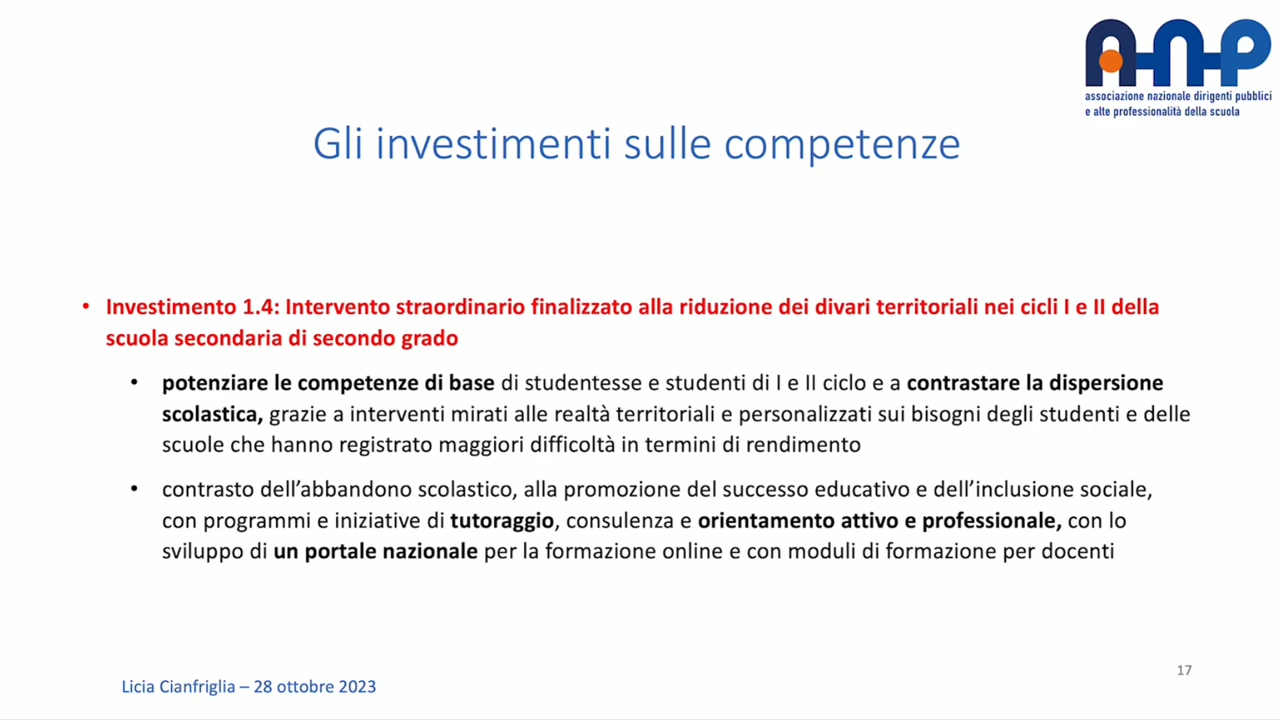 anp
associazione nazionale dirigenti pubblici
e alte professionalità della scuola
Gli investimenti sulle competenze
• Investimento 1.4: Intervento straordinario finalizzato alla riduzione dei divari territoriali nei cicli I e II della
scuola secondaria di secondo grado
• potenziare le competenze di base di studentesse e studenti di I e II ciclo e a contrastare la dispersione
scolastica, grazie a interventi mirati alle realtà territoriali e personalizzati sui bisogni degli studenti e delle
scuole che hanno registrato maggiori difficoltà in termini di rendimento
• contrasto dell’abbandono scolastico, alla promozione del successo educativo e dell’inclusione sociale,
con programmi e iniziative di tutoraggio, consulenza e orientamento attivo e professionale, con lo
sviluppo di un portale nazionale per la formazione online e con moduli di formazione per docenti
17
Licia Cianfriglia – 28 ottobre 2023